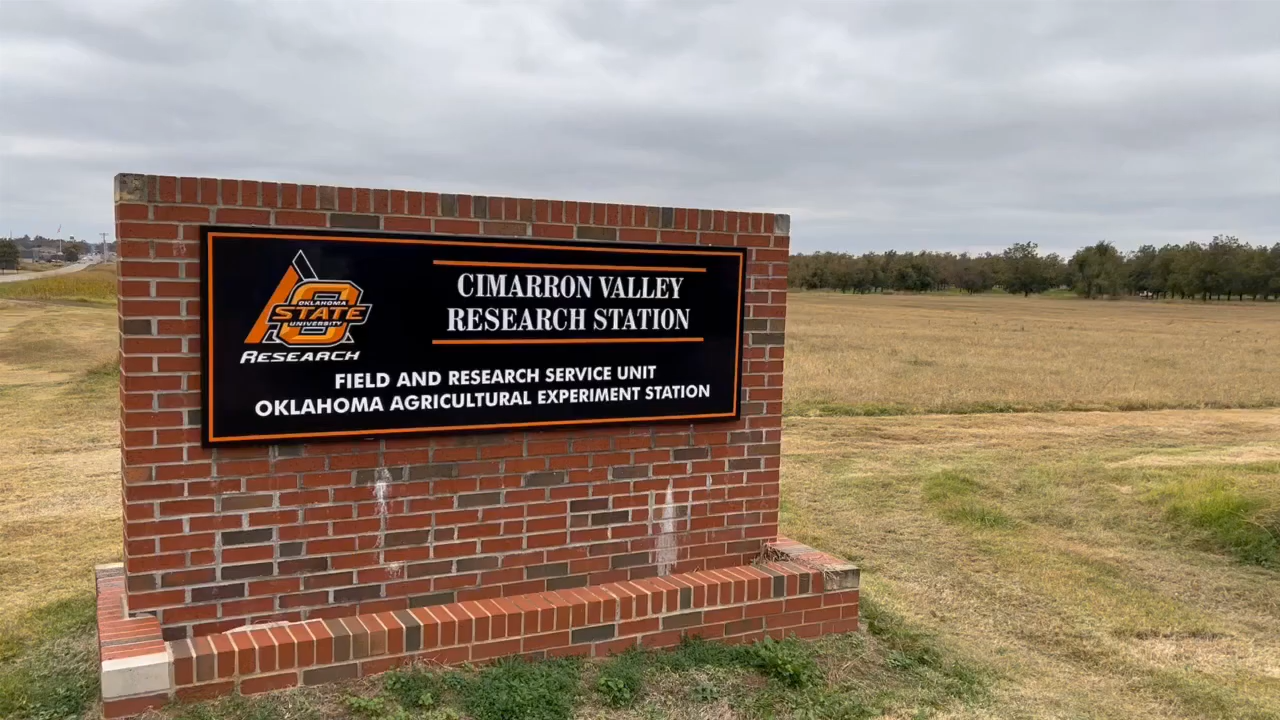 OKLAHOMA
STATE
UNIVERSITY
RESEARCH
CIMARRON VALLEY
RESEARCH STATION
FIELD AND RESEARCH SERVICE UNIT
OKLAHOMA AGRICULTURAL EXPERIMENT STATION